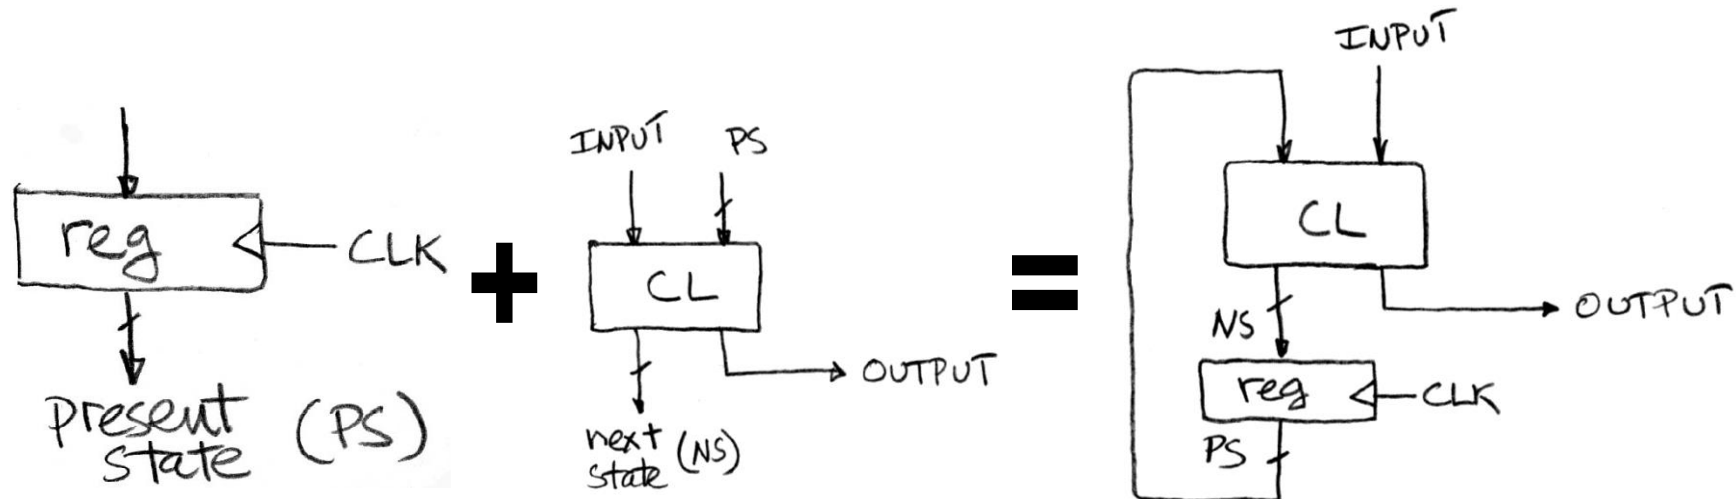 reg
CLK
present
state (PS)
+
INPUT PS
CL
OUTPUT
next
state (NS)
=
INPUT
CL
NS
OUTPUT
reg
CLK
PS